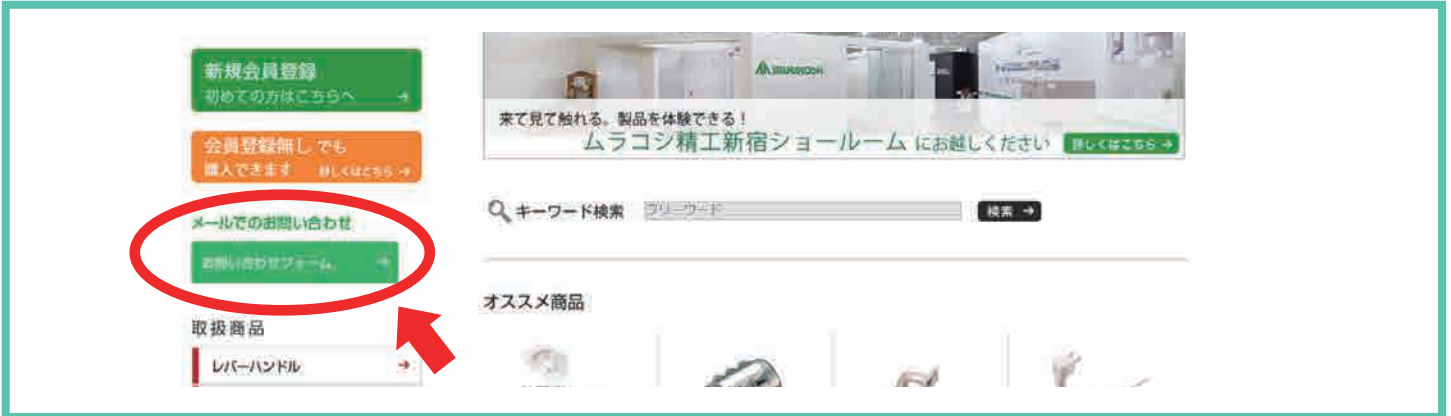 新規会員登録
初めての方はこちらへ
会員登録無し でも
購入できます 詳しくはこちら
メールでのお問い合わせ
お問い合わせフォーム
取扱商品
レバーハンドル
MURAKOSHI
来て見て触れる。製品を体験できる!
ムラコシ精工新宿ショールーム にお越しください 詳しくはこちら
キーワード検索 フリーワード 検索
オススメ商品